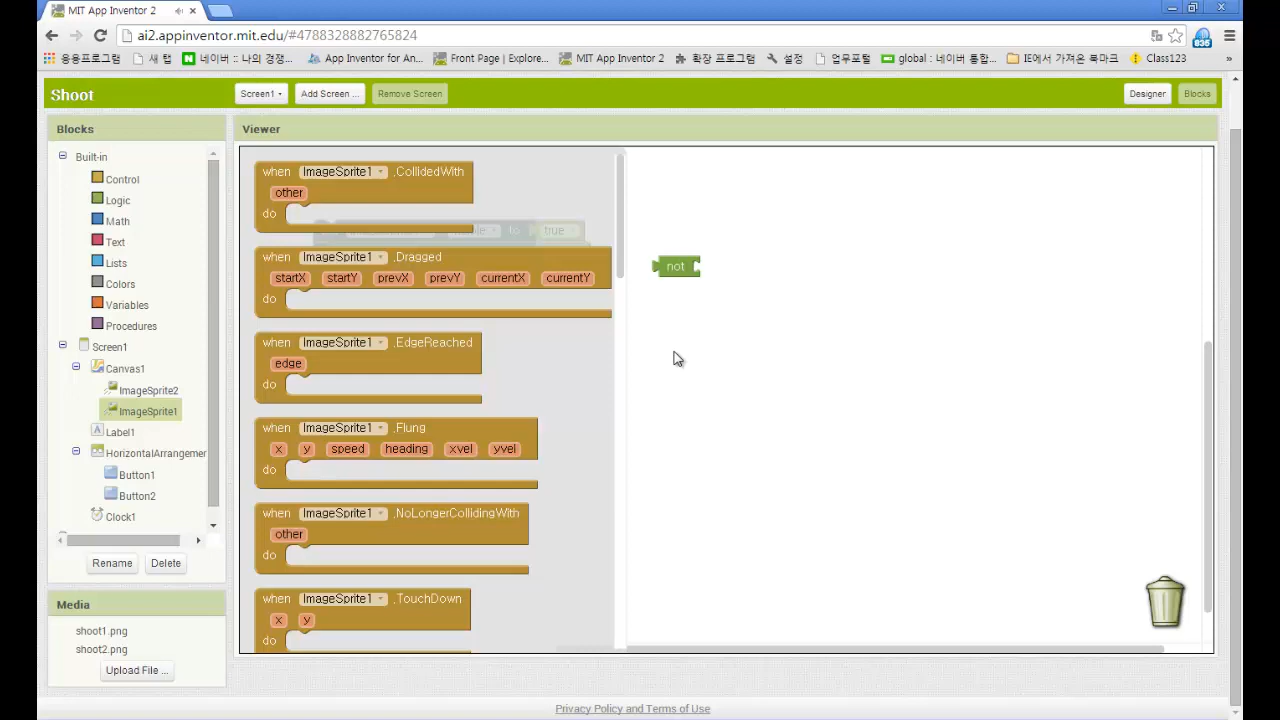 MIT App Inventor 2
ai2.appinventor.mit.edu/#4788328882765824
835
응용프로그램 새 탭 네이버 :: 나의 경쟁... App Inventor for An... Front Page | Explore... MIT App Inventor 2 확장 프로그램 설정 업무포털 global : 네이버 통합... IE에서 가져온 북마크 Class123 »
Shoot Screen1 Add Screen ... Remove Screen Designer Blocks
Blocks Viewer
Built-in
Control
Logic
Math
Text
Lists
Colors
Variables
Procedures
Screen1
Canvas1
ImageSprite2
ImageSprite1
Label1
HorizontalArrangemer
Button1
Button2
Clock1
Rename Delete
Media
shoot1.png
shoot2.png
Upload File ...
when ImageSprite1 .CollidedWith
other
do
to true
when ImageSprite1 .Dragged
startX startY prevX prevY currentX currentY
do
when ImageSprite1 .EdgeReached
edge
do
when ImageSprite1 .Flung
x y speed heading xvel yvel
do
when ImageSprite1 .NoLongerCollidingWith
other
do
when ImageSprite1 .TouchDown
x y
do
not
Privacy Policy and Terms of Use